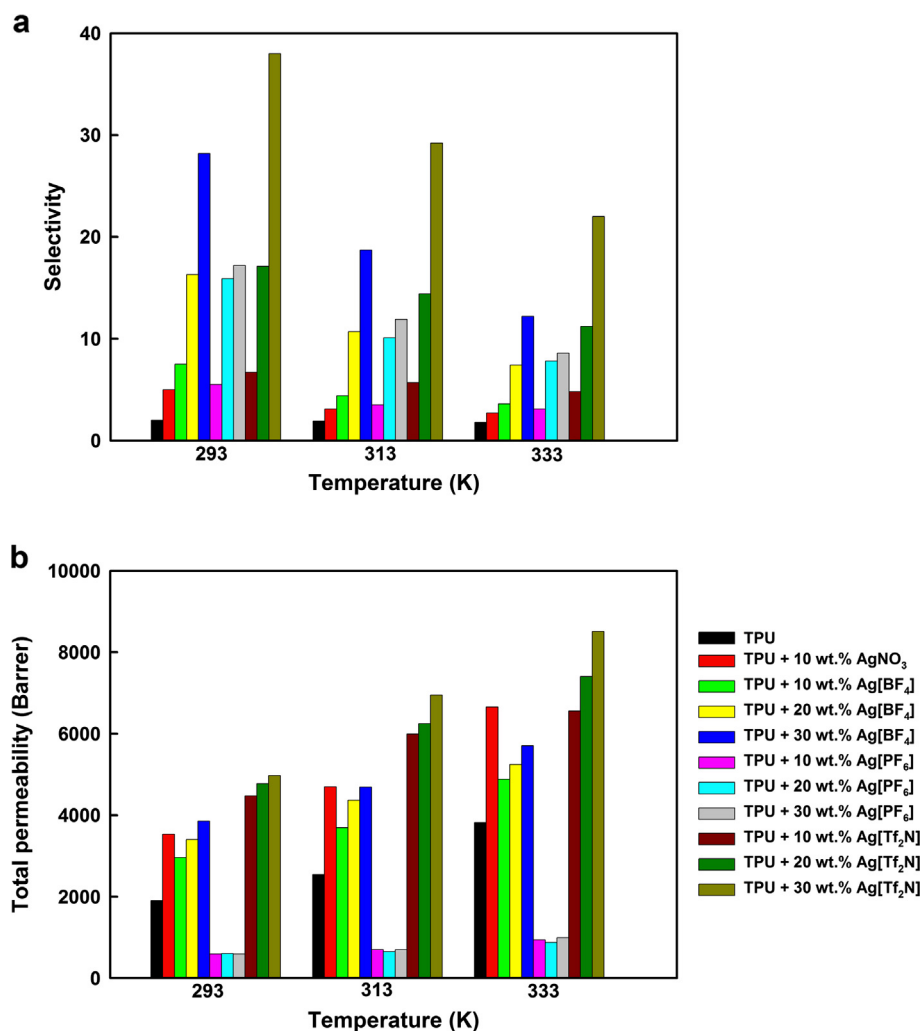 a
40
30
20
10
0
Selectivity
293 313 333
Temperature (K)
b
10000
8000
6000
4000
2000
0
Total permeability (Barrer)
293 313 333
Temperature (K)
TPU
TPU + 10 wt.% AgNO₃
TPU + 10 wt.% Ag[BF₄]
TPU + 20 wt.% Ag[BF₄]
TPU + 30 wt.% Ag[BF₄]
TPU + 10 wt.% Ag[PF₆]
TPU + 20 wt.% Ag[PF₆]
TPU + 30 wt.% Ag[PF₆]
TPU + 10 wt.% Ag[Tf₂N]
TPU + 20 wt.% Ag[Tf₂N]
TPU + 30 wt.% Ag[Tf₂N]